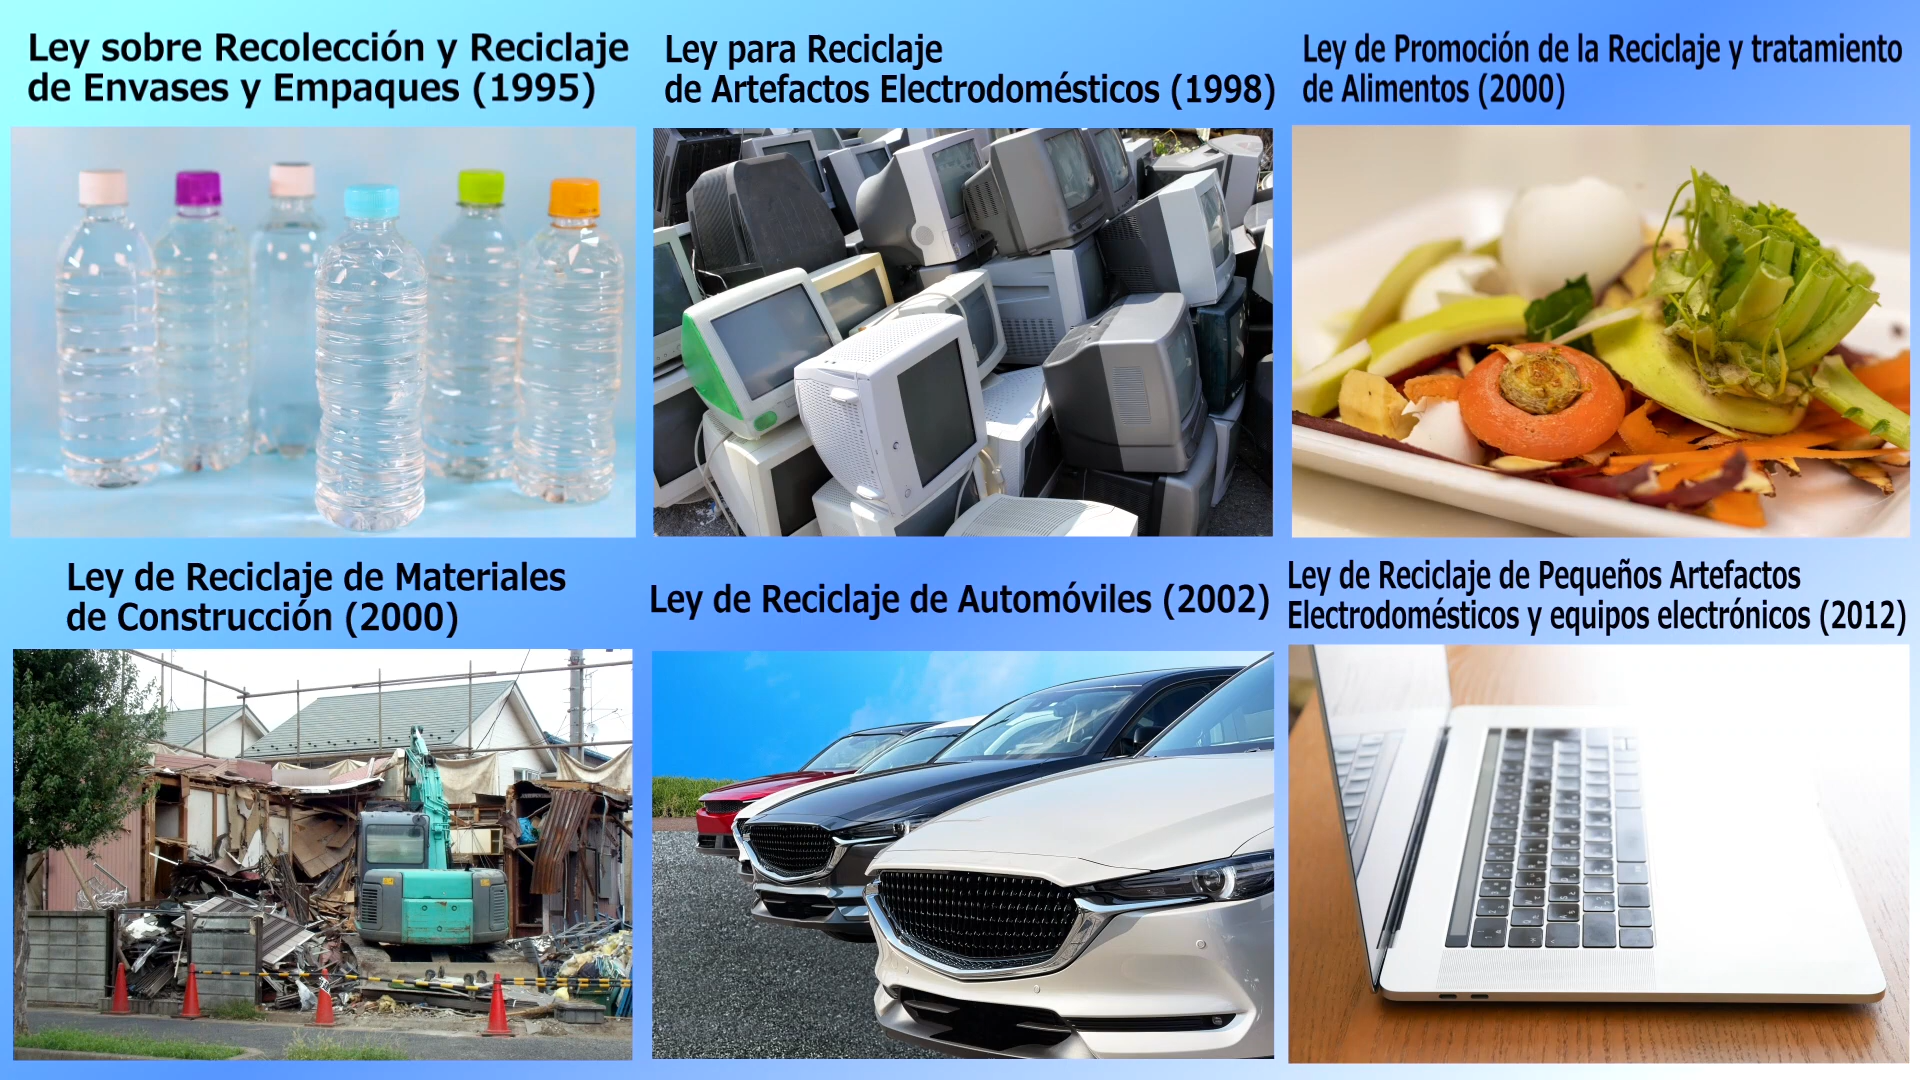 Ley sobre Recolección y Reciclaje
de Envases y Empaques (1995)
Ley para Reciclaje
de Artefactos Electrodomésticos (1998)
Ley de Promoción de la Reciclaje y tratamiento
de Alimentos (2000)
Ley de Reciclaje de Materiales
de Construcción (2000)
Ley de Reciclaje de Automóviles (2002)
Ley de Reciclaje de Pequeños Artefactos
Electrodomésticos y equipos electrónicos (2012)